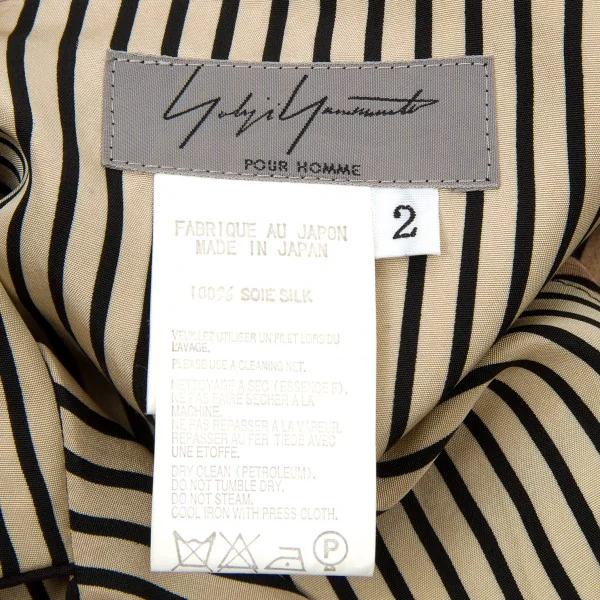 Yohji Yamamoto
POUR HOMME
2
FABRIQUE AU JAPON
MADE IN JAPAN
100% SOIE SILK
VEUILLEZ UTILISER UN FILET LORS DU
LAVAGE.
PLEASE USE A CLEANING NET.
NETTOYAGE A SEC (ESSENCE F).
NE PAS FAIRE SECHER A LA
MACHINE.
NE PAS REPASSER A LA VAPEUR.
REPASSER AU FER TIEDE AVEC
UNE ETOFFE.
DRY CLEAN (PETROLEUM).
DO NOT TUMBLE DRY.
DO NOT STEAM.
COOL IRON WITH PRESS CLOTH.
P